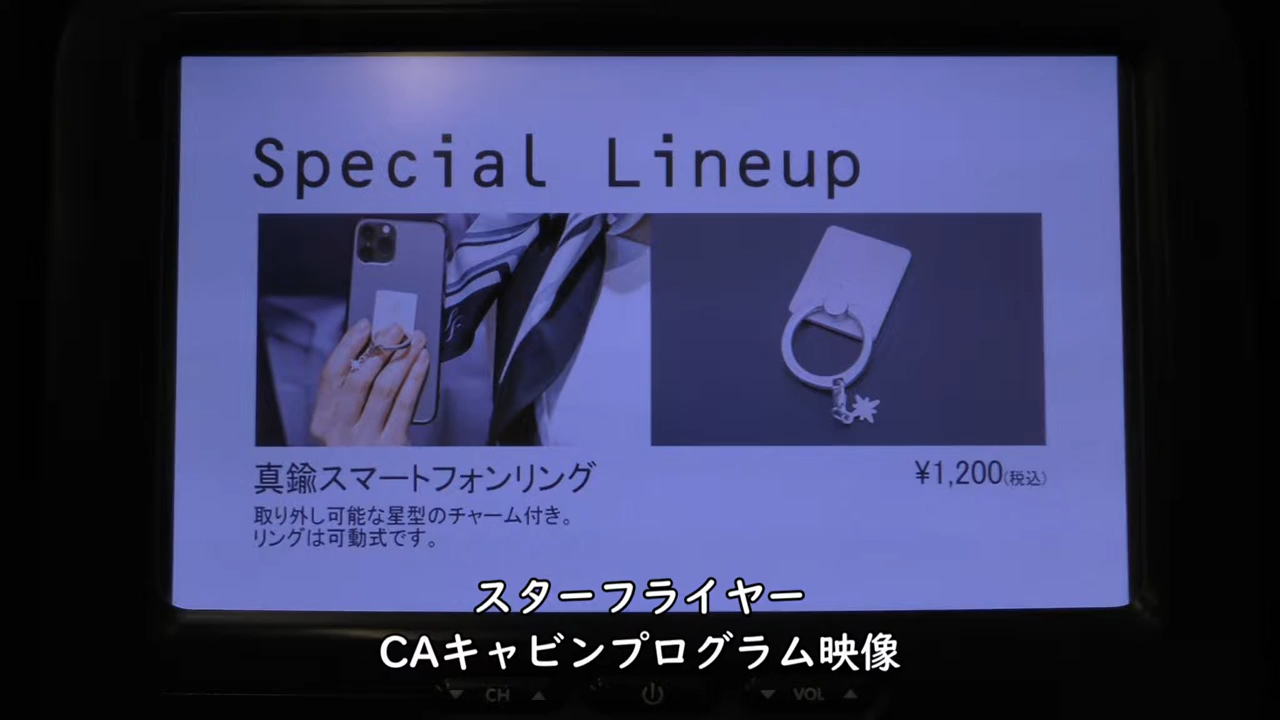 Special Lineup
真鍮スマートフォンリング
¥1,200(税込)
取り外し可能な星型のチャーム付き。
リングは可動式です。
スターフライヤー
CAキャビンプログラム映像
▼ CH ▲
▼ VOL ▲